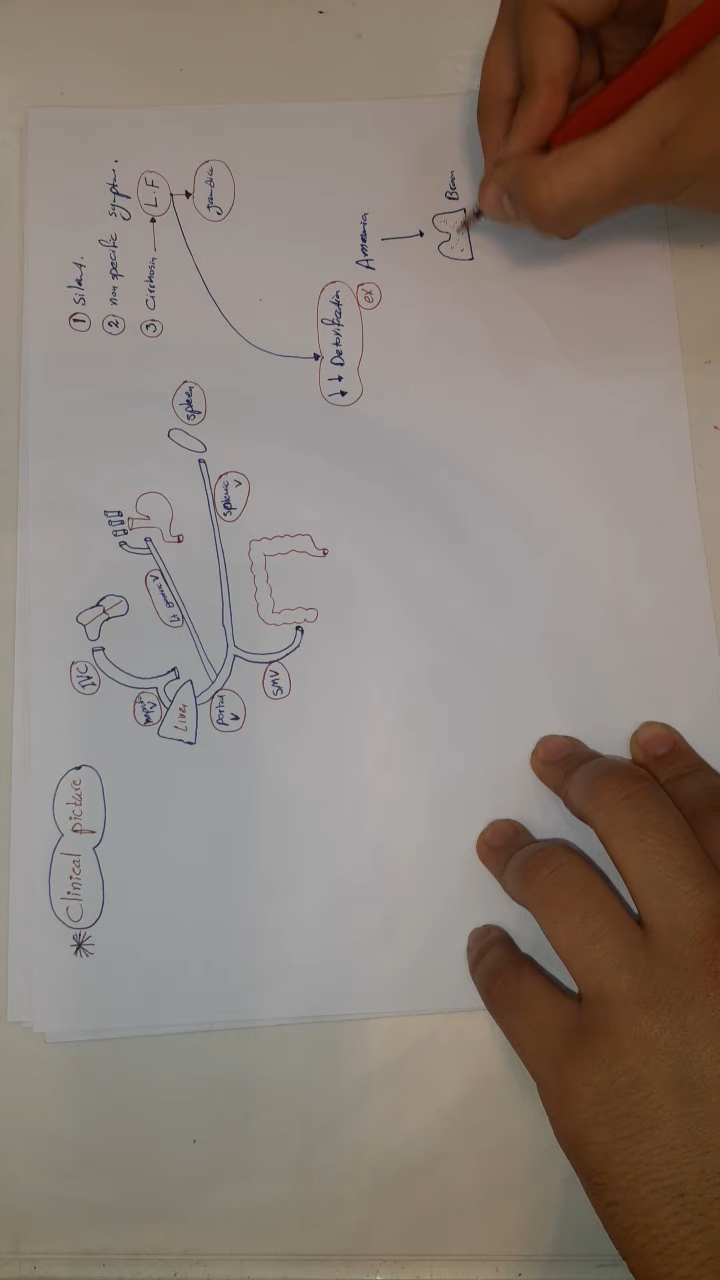 * Clinical picture
① Silent.
② non specific symptm.
③ Cirrhosis → L.F
jaundice
↓↓ Detoxification
ex Ammonia
Brain
IVC
hepatic V
Liver
portal V
Lt gastric V
SMV
splenic V
spleen